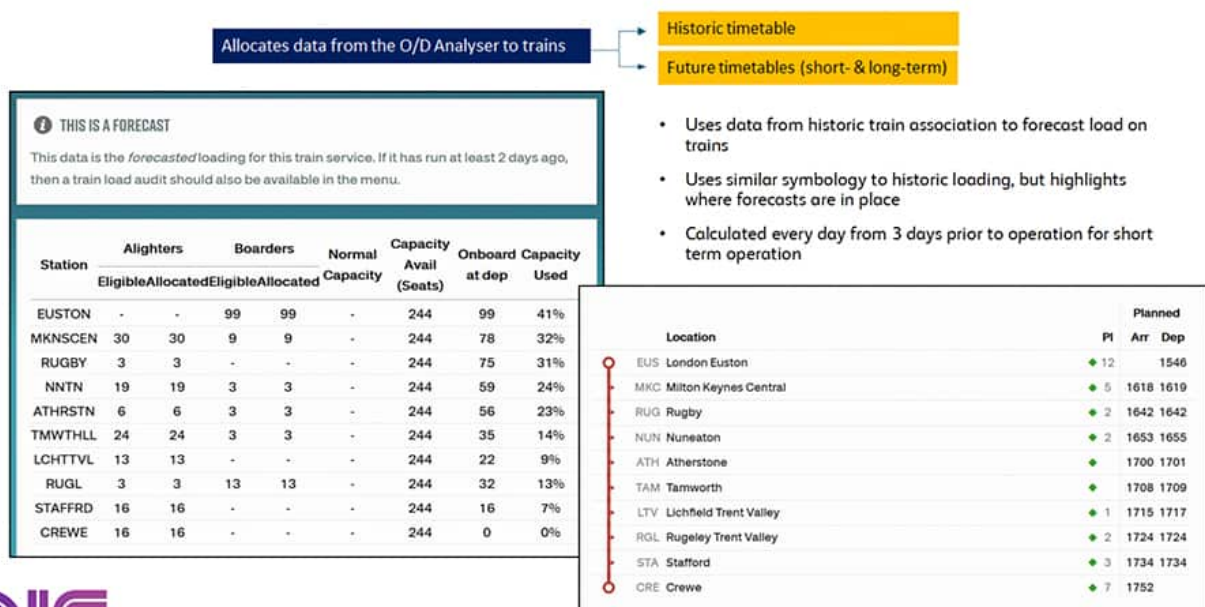 Allocates data from the O/D Analyser to trains
Historic timetable
Future timetables (short- & long-term)
THIS IS A FORECAST
This data is the forecasted loading for this train service. If it has run at least 2 days ago,
then a train load audit should also be available in the menu.
• Uses data from historic train association to forecast load on
trains
• Uses similar symbology to historic loading, but highlights
where forecasts are in place
• Calculated every day from 3 days prior to operation for short
term operation
Station Alighters Boarders Normal Capacity Capacity Avail (Seats) Onboard at dep Capacity Used
Eligible Allocated Eligible Allocated
EUSTON - - 99 99 - 244 99 41%
MKNSCEN 30 30 9 9 - 244 78 32%
RUGBY 3 3 - - - 244 75 31%
NNTN 19 19 3 3 - 244 59 24%
ATHRSTN 6 6 3 3 - 244 56 23%
TMWTHLL 24 24 3 3 - 244 35 14%
LCHTTVL 13 13 - - - 244 22 9%
RUGL 3 3 13 13 - 244 32 13%
STAFFRD 16 16 - - - 244 16 7%
CREWE 16 16 - - - 244 0 0%
Planned
Location Pl Arr Dep
EUS London Euston 12 1546
MKC Milton Keynes Central 5 1618 1619
RUG Rugby 2 1642 1642
NUN Nuneaton 2 1653 1655
ATH Atherstone 1700 1701
TAM Tamworth 1708 1709
LTV Lichfield Trent Valley 1 1715 1717
RGL Rugeley Trent Valley 2 1724 1724
STA Stafford 3 1734 1734
CRE Crewe 7 1752